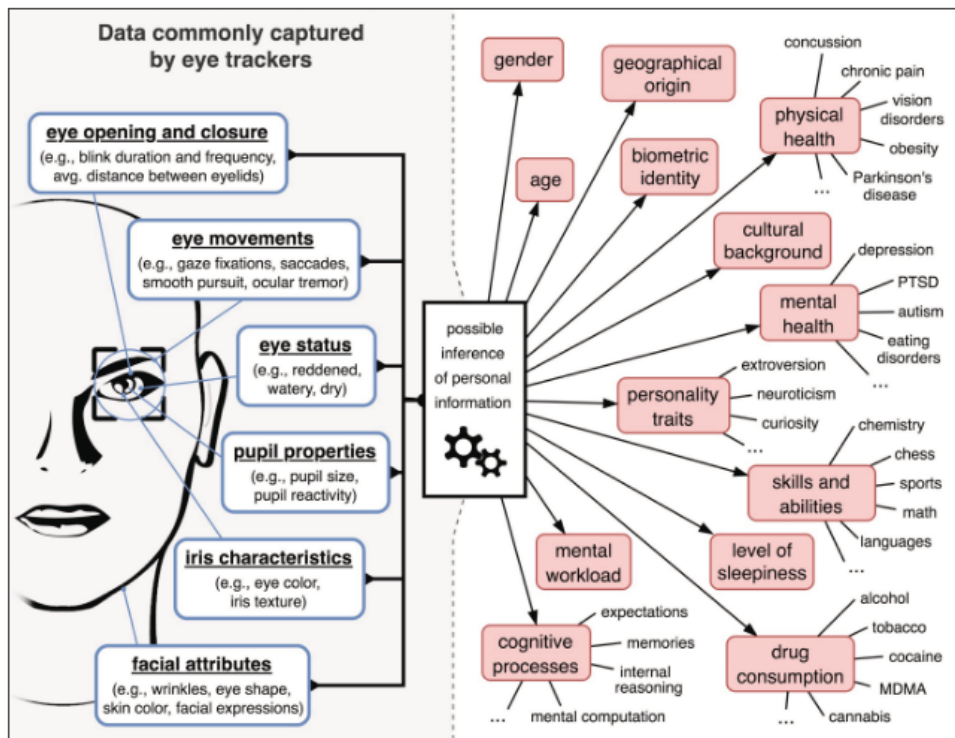 Data commonly captured
by eye trackers
eye opening and closure
(e.g., blink duration and frequency,
avg. distance between eyelids)
eye movements
(e.g., gaze fixations, saccades,
smooth pursuit, ocular tremor)
eye status
(e.g., reddened,
watery, dry)
pupil properties
(e.g., pupil size,
pupil reactivity)
iris characteristics
(e.g., eye color,
iris texture)
facial attributes
(e.g., wrinkles, eye shape,
skin color, facial expressions)
possible
inference
of personal
information
gender
geographical
origin
age
biometric
identity
physical
health
concussion
chronic pain
vision
disorders
obesity
Parkinson's
disease
...
cultural
background
mental
health
depression
PTSD
autism
eating
disorders
...
personality
traits
extroversion
neuroticism
curiosity
...
skills and
abilities
chemistry
chess
sports
math
languages
...
mental
workload
level of
sleepiness
cognitive
processes
expectations
memories
internal
reasoning
mental computation
...
drug
consumption
alcohol
tobacco
cocaine
MDMA
cannabis
...